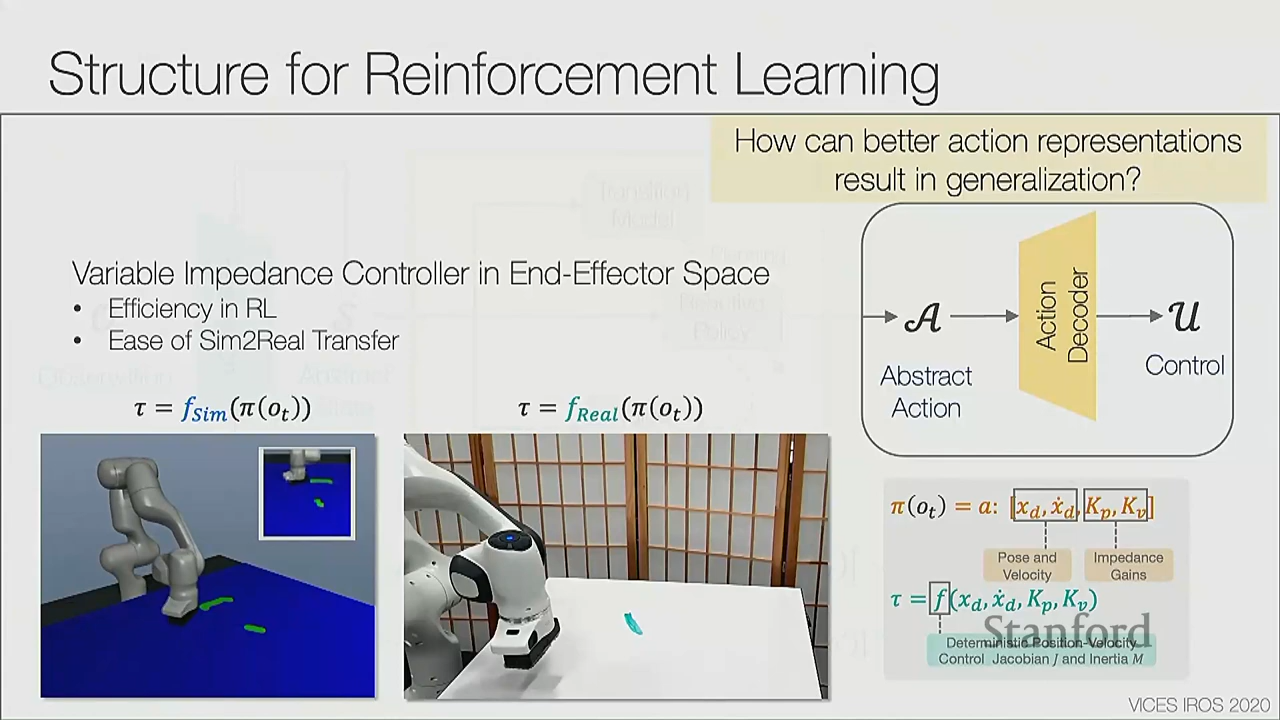 Structure for Reinforcement Learning
How can better action representations
result in generalization?
Variable Impedance Controller in End-Effector Space
• Efficiency in RL
• Ease of Sim2Real Transfer
τ = f_Sim(π(o_t))
τ = f_Real(π(o_t))
𝒜
Abstract
Action
Action
Decoder
𝒰
Control
π(o_t) = a: [x_d, ẋ_d, K_p, K_v]
Pose and
Velocity
Impedance
Gains
τ = f(x_d, ẋ_d, K_p, K_v)
Stanford
Deterministic Position-Velocity
Control Jacobian J and Inertia M
VICES IROS 2020